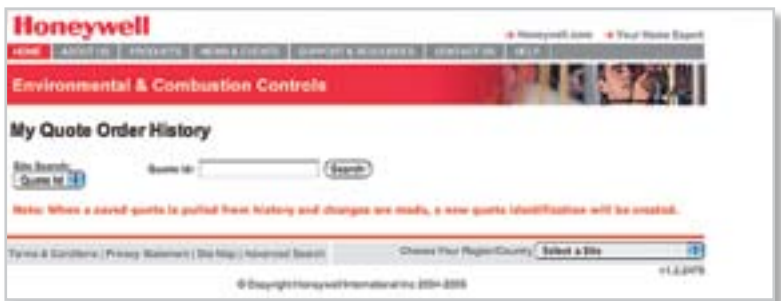 Honeywell
Honeywell.com Your Home Expert
HOME ABOUT US PRODUCTS NEWS & EVENTS SUPPORT & RESOURCES CONTACT US HELP
Environmental & Combustion Controls
My Quote Order History
Site Search:
Quote Id Quote Id: Search
Note: When a saved quote is pulled from history and changes are made, a new quote identification will be created.
Terms & Conditions | Privacy Statement | Site Map | Advanced Search Choose Your Region/Country Select a Site
© Copyright Honeywell International Inc 2004-2005